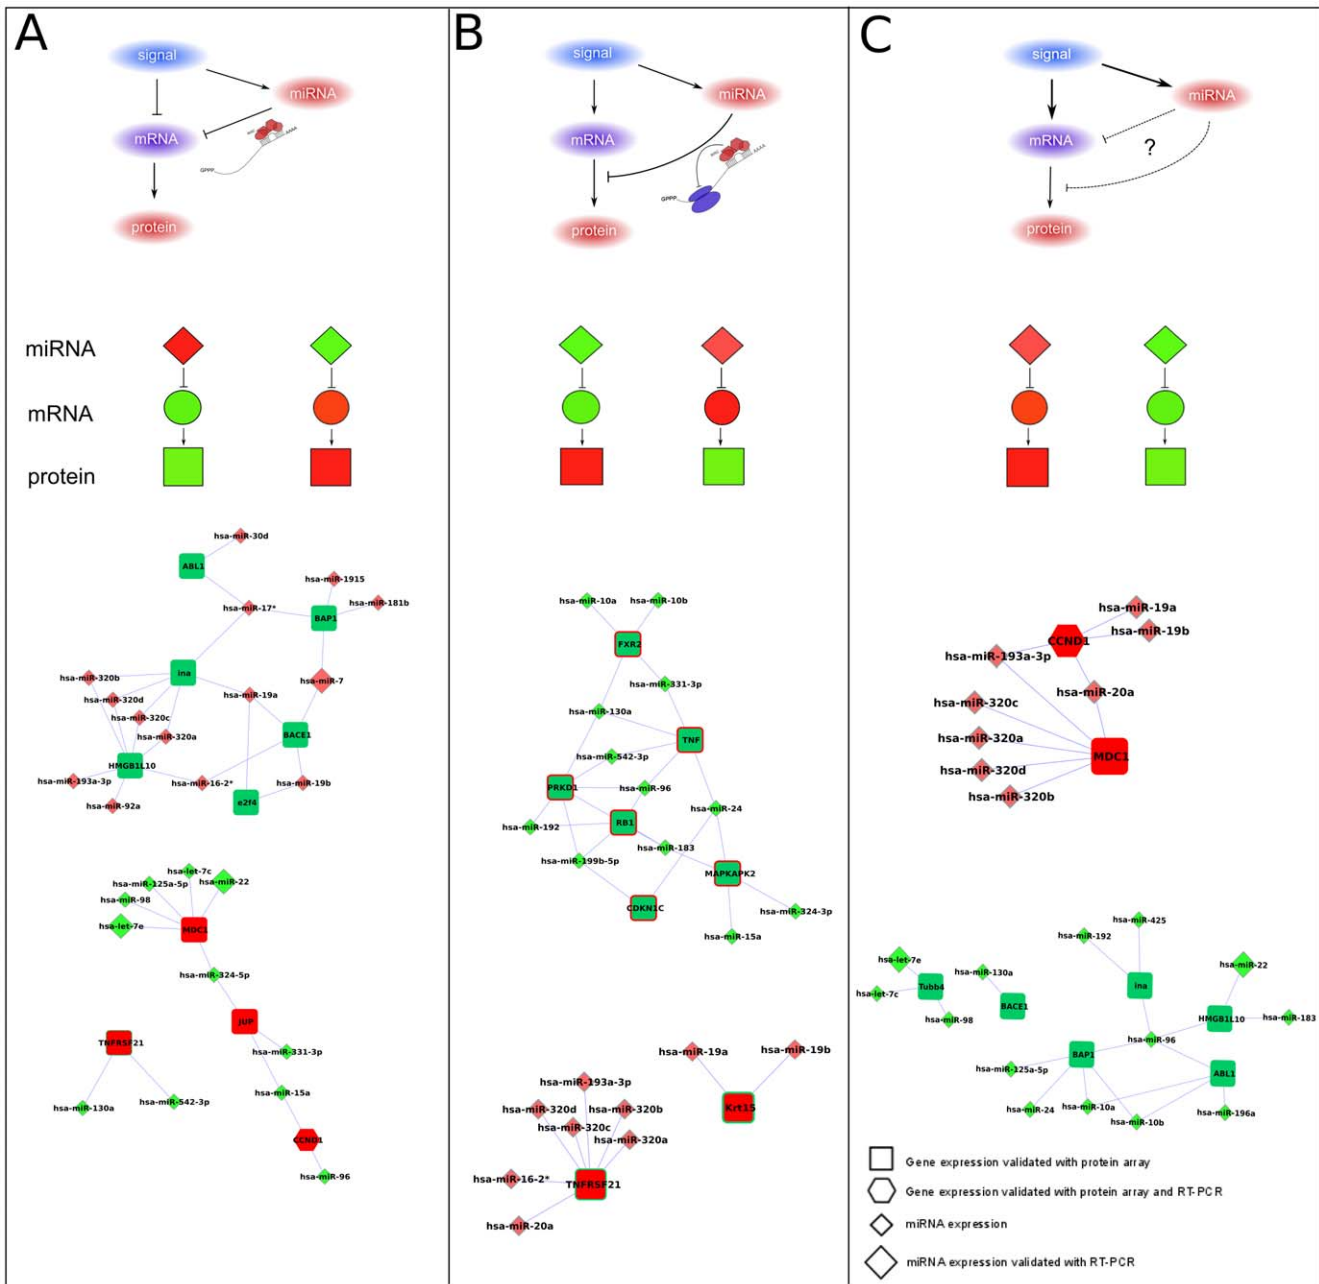 A
signal
miRNA
mRNA
GPPP
AAAA
protein
miRNA
mRNA
protein
hsa-miR-30d
ABL1
hsa-miR-1915
hsa-miR-17*
hsa-miR-181b
BAP1
ina
hsa-miR-320b
hsa-miR-7
hsa-miR-320d
hsa-miR-19a
hsa-miR-320c
hsa-miR-320a
BACE1
HMGB1L10
hsa-miR-193a-3p
hsa-miR-16-2*
hsa-miR-19b
hsa-miR-92a
e2f4
hsa-let-7c
hsa-miR-125a-5p
hsa-miR-22
hsa-miR-98
hsa-let-7e
MDC1
hsa-miR-324-5p
JUP
TNFRSF21
hsa-miR-331-3p
hsa-miR-15a
hsa-miR-130a
hsa-miR-542-3p
CCND1
hsa-miR-96
B
signal
miRNA
mRNA
AAAA
GPPP
protein
hsa-miR-10a
hsa-miR-10b
FXR2
hsa-miR-331-3p
hsa-miR-130a
TNF
hsa-miR-542-3p
PRKD1
hsa-miR-96
hsa-miR-24
hsa-miR-192
RB1
hsa-miR-183
hsa-miR-199b-5p
MAPKAPK2
CDKN1C
hsa-miR-324-3p
hsa-miR-15a
hsa-miR-19a
hsa-miR-19b
hsa-miR-193a-3p
hsa-miR-320d
hsa-miR-320b
Krt15
hsa-miR-320c
hsa-miR-320a
hsa-miR-16-2*
TNFRSF21
hsa-miR-20a
C
signal
miRNA
mRNA
?
protein
hsa-miR-19a
hsa-miR-19b
CCND1
hsa-miR-193a-3p
hsa-miR-20a
hsa-miR-320c
hsa-miR-320a
MDC1
hsa-miR-320d
hsa-miR-320b
hsa-miR-425
hsa-miR-192
hsa-let-7e
hsa-miR-130a
hsa-miR-22
hsa-let-7c
Tubb4
ina
BACE1
hsa-miR-98
HMGB1L10
hsa-miR-183
hsa-miR-96
BAP1
hsa-miR-125a-5p
ABL1
hsa-miR-24
hsa-miR-10a
hsa-miR-196a
hsa-miR-10b
Gene expression validated with protein array
Gene expression validated with protein array and RT-PCR
miRNA expression
miRNA expression validated with RT-PCR